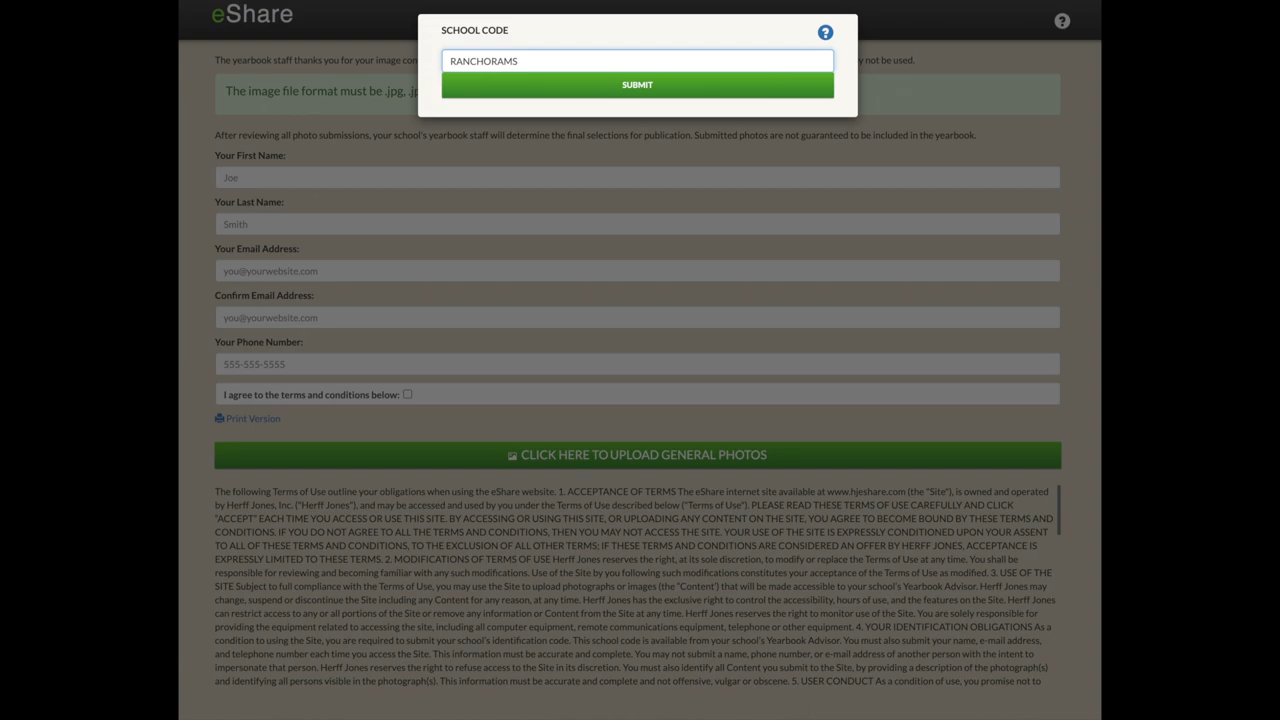 eShare
SCHOOL CODE
RANCHORAMS
SUBMIT
The yearbook staff thanks you for your image con
y not be used.
The image file format must be .jpg, .jp
After reviewing all photo submissions, your school's yearbook staff will determine the final selections for publication. Submitted photos are not guaranteed to be included in the yearbook.
Your First Name:
Joe
Your Last Name:
Smith
Your Email Address:
you@yourwebsite.com
Confirm Email Address:
you@yourwebsite.com
Your Phone Number:
555-555-5555
I agree to the terms and conditions below:
Print Version
CLICK HERE TO UPLOAD GENERAL PHOTOS
The following Terms of Use outline your obligations when using the eShare website. 1. ACCEPTANCE OF TERMS The eShare internet site available at www.hjeshare.com (the "Site"), is owned and operated
by Herff Jones, Inc. ("Herff Jones"), and may be accessed and used by you under the Terms of Use described below ("Terms of Use"). PLEASE READ THESE TERMS OF USE CAREFULLY AND CLICK
"ACCEPT" EACH TIME YOU ACCESS OR USE THIS SITE. BY ACCESSING OR USING THIS SITE, OR UPLOADING ANY CONTENT ON THE SITE, YOU AGREE TO BECOME BOUND BY THESE TERMS AND
CONDITIONS. IF YOU DO NOT AGREE TO ALL THE TERMS AND CONDITIONS, THEN YOU MAY NOT ACCESS THE SITE. YOUR USE OF THE SITE IS EXPRESSLY CONDITIONED UPON YOUR ASSENT
TO ALL OF THESE TERMS AND CONDITIONS, TO THE EXCLUSION OF ALL OTHER TERMS; IF THESE TERMS AND CONDITIONS ARE CONSIDERED AN OFFER BY HERFF JONES, ACCEPTANCE IS
EXPRESSLY LIMITED TO THESE TERMS. 2. MODIFICATIONS OF TERMS OF USE Herff Jones reserves the right, at its sole discretion, to modify or replace the Terms of Use at any time. You shall be
responsible for reviewing and becoming familiar with any such modifications. Use of the Site by you following such modifications constitutes your acceptance of the Terms of Use as modified. 3. USE OF THE
SITE Subject to full compliance with the Terms of Use, you may use the Site to upload photographs or images (the "Content') that will be made accessible to your school's Yearbook Advisor. Herff Jones may
change, suspend or discontinue the Site including any Content for any reason, at any time. Herff Jones has the exclusive right to control the accessibility, hours of use, and the features on the Site. Herff Jones
can restrict access to any or all portions of the Site or remove any information or Content from the Site at any time. Herff Jones reserves the right to monitor use of the Site. You are solely responsible for
providing the equipment related to accessing the site, including all computer equipment, remote communications equipment, telephone or other equipment. 4. YOUR IDENTIFICATION OBLIGATIONS As a
condition to using the Site, you are required to submit your school's identification code. This school code is available from your school's Yearbook Advisor. You must also submit your name, e-mail address,
and telephone number each time you access the Site. This information must be accurate and complete. You may not submit a name, phone number, or e-mail address of another person with the intent to
impersonate that person. Herff Jones reserves the right to refuse access to the Site in its discretion. You must also identify all Content you submit to the Site, by providing a description of the photograph(s)
and identifying all persons visible in the photograph(s). This information must be accurate and complete and not offensive, vulgar or obscene. 5. USER CONDUCT As a condition of use, you promise not to